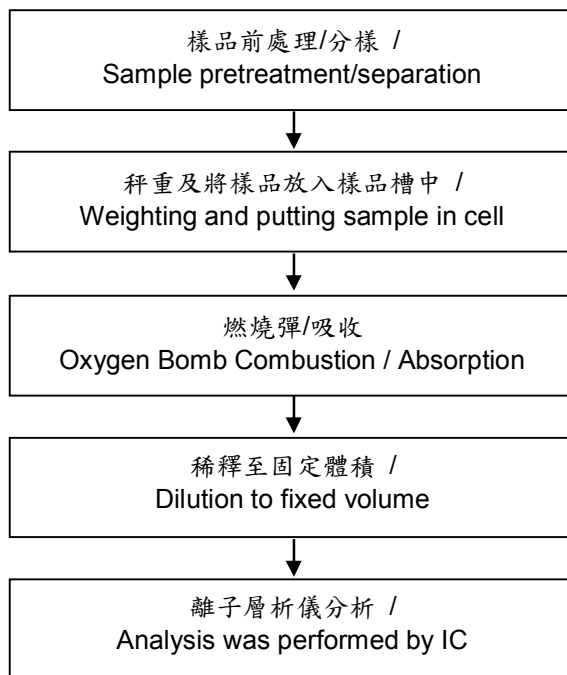 樣品前處理/分樣 /
Sample pretreatment/separation
秤重及將樣品放入樣品槽中 /
Weighting and putting sample in cell
燃燒彈/吸收
Oxygen Bomb Combustion / Absorption
稀釋至固定體積 /
Dilution to fixed volume
離子層析儀分析 /
Analysis was performed by IC